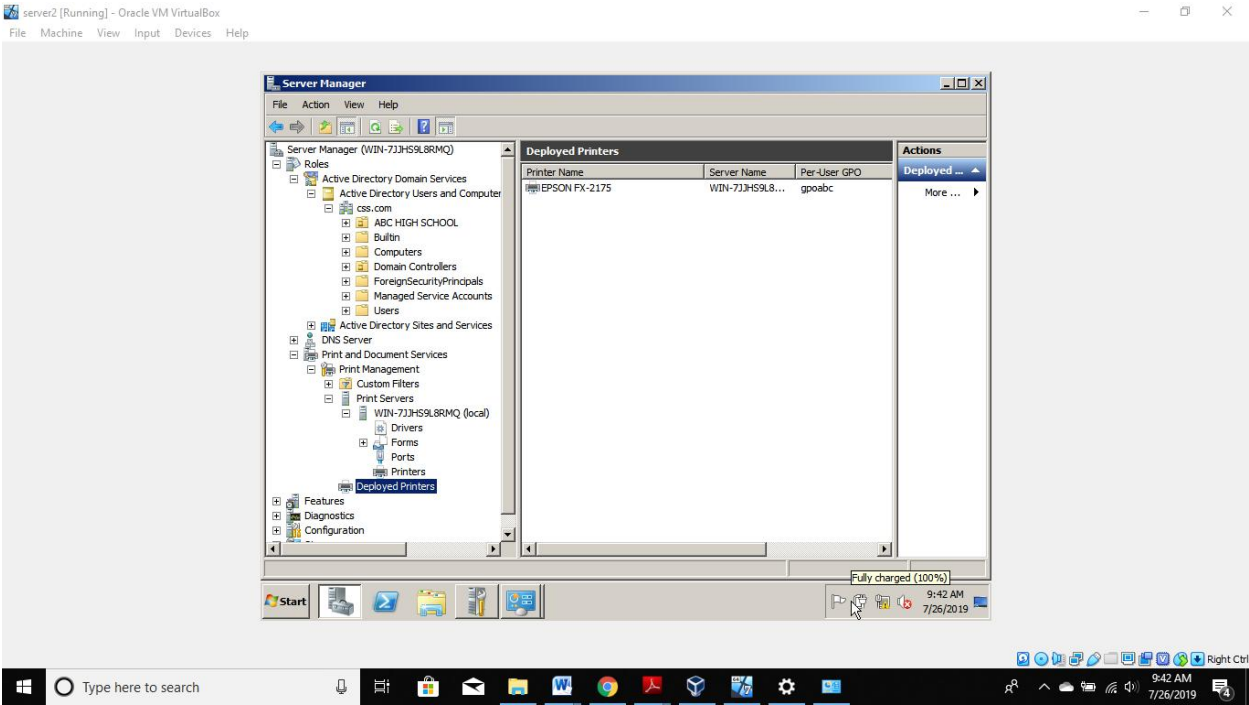 server2 [Running] - Oracle VM VirtualBox
File Machine View Input Devices Help
Server Manager
File Action View Help
Server Manager (WIN-7JJHS9L8RMQ)
Roles
Active Directory Domain Services
Active Directory Users and Computer
css.com
ABC HIGH SCHOOL
Builtin
Computers
Domain Controllers
ForeignSecurityPrincipals
Managed Service Accounts
Users
Active Directory Sites and Services
DNS Server
Print and Document Services
Print Management
Custom Filters
Print Servers
WIN-7JJHS9L8RMQ (local)
Drivers
Forms
Ports
Printers
Deployed Printers
Features
Diagnostics
Configuration
Deployed Printers
Printer Name Server Name Per-User GPO
EPSON FX-2175 WIN-7JJHS9L8... gpoabc
Actions
Deployed ...
More ...
Fully charged (100%)
Start
9:42 AM
7/26/2019
Right Ctrl
Type here to search
9:42 AM
7/26/2019
4